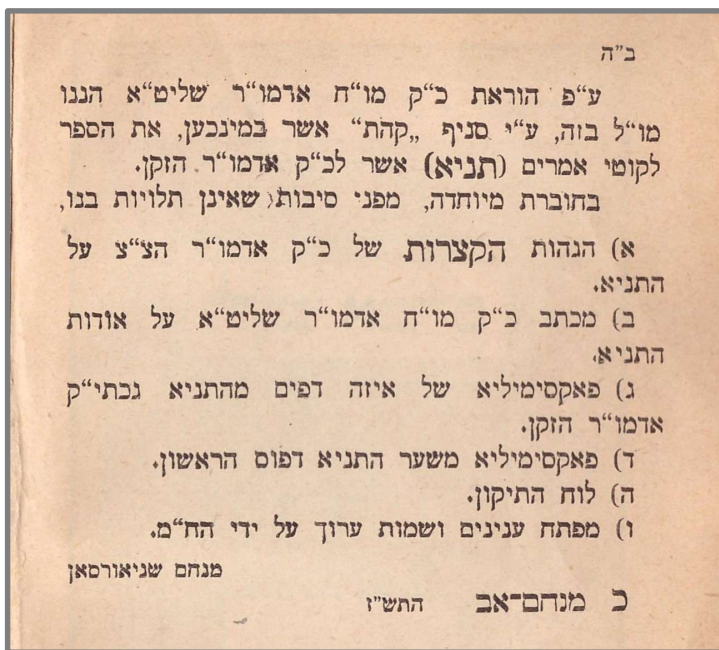 ב"ה
ע"פ הוראת כ"ק מו"ח אדמו"ר שליט"א הננו
מו"ל בזה, ע"י סניף „קהת" אשר במינכען, את הספר
לקוטי אמרים (תניא) אשר לכ"ק אדמו"ר הזקן.
בחוברת מיוחדה, מפני סיבות שאינן תלויות בנו,
א) הגהות הקצרות של כ"ק אדמו"ר הצ"צ על
התניא.
ב) מכתב כ"ק מו"ח אדמו"ר שליט"א על אודות
התניא.
ג) פאקסימיליא של איזה דפים מהתניא גכתי"ק
אדמו"ר הזקן.
ד) פאקסימיליא משער התניא דפוס הראשון.
ה) לוח התיקון.
ו) מפתח ענינים ושמות ערוך על ידי הח"מ.
מנחם שניאורסאן
כ מנחם־אב התש"ז